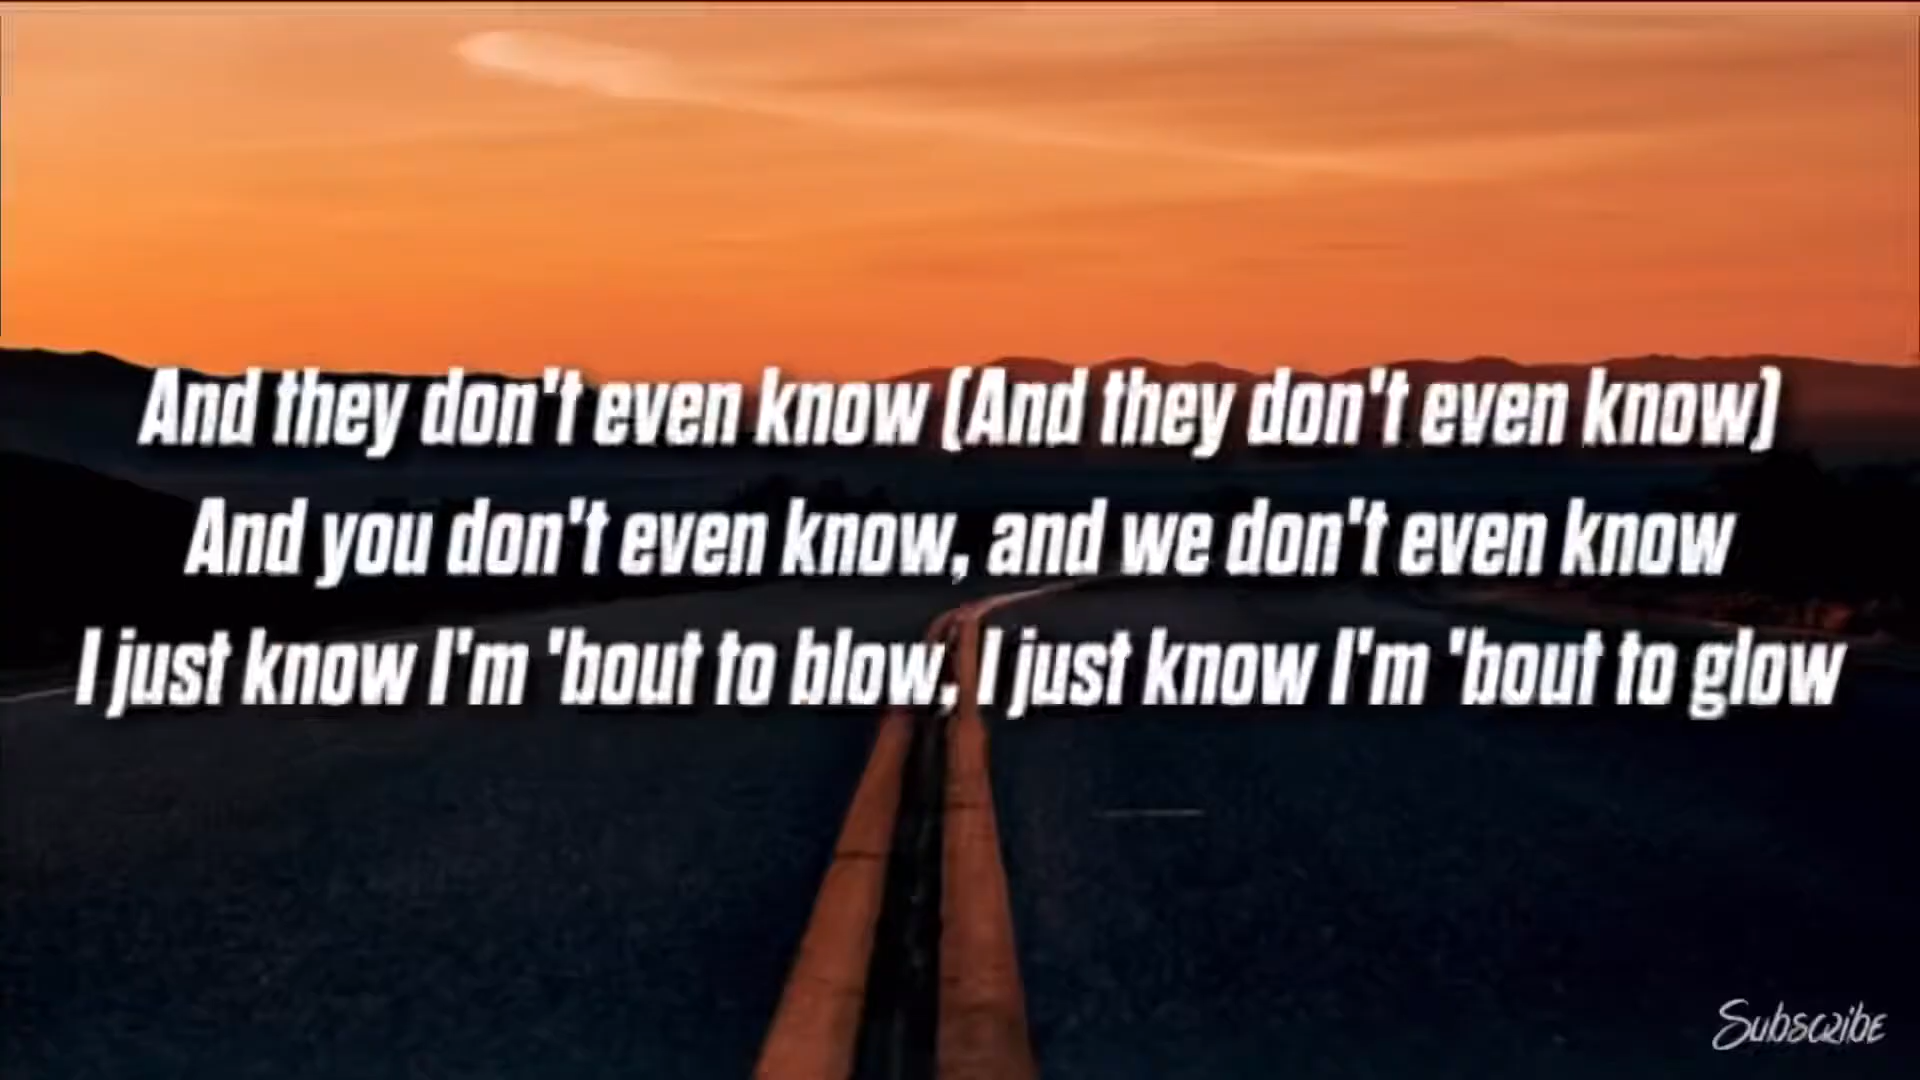 And they don't even know (And they don't even know)
And you don't even know, and we don't even know
I just know I'm 'bout to blow, I just know I'm 'bout to glow
Subscribe